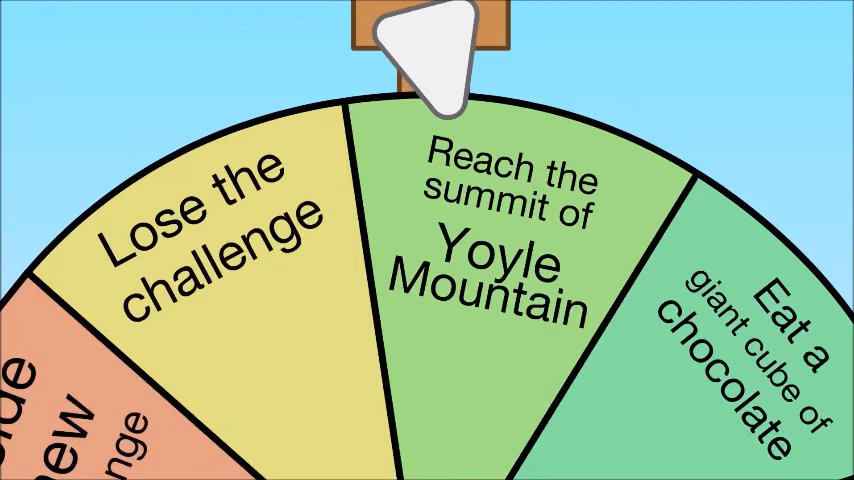 Lose the
challenge
Reach the
summit of
Yoyle
Mountain
Eat a
giant cube of
chocolate